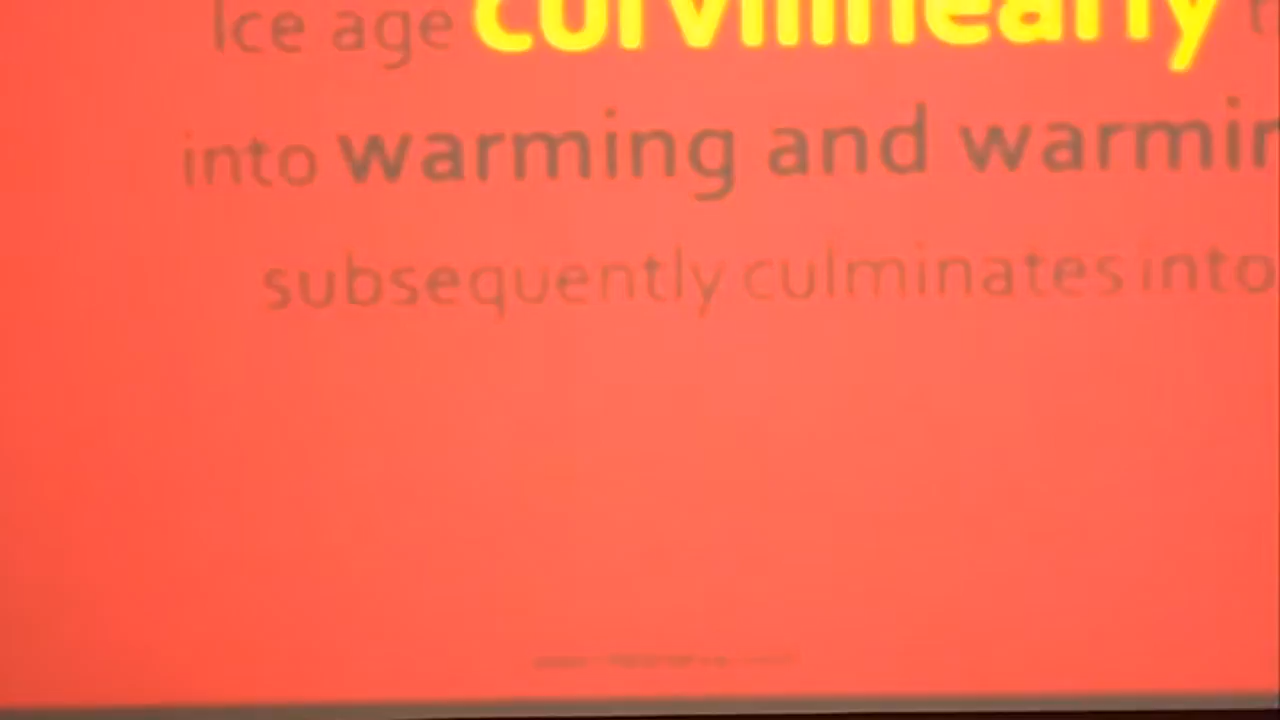 Ice age curvilinearly
into warming and warmin
subsequently culminates into